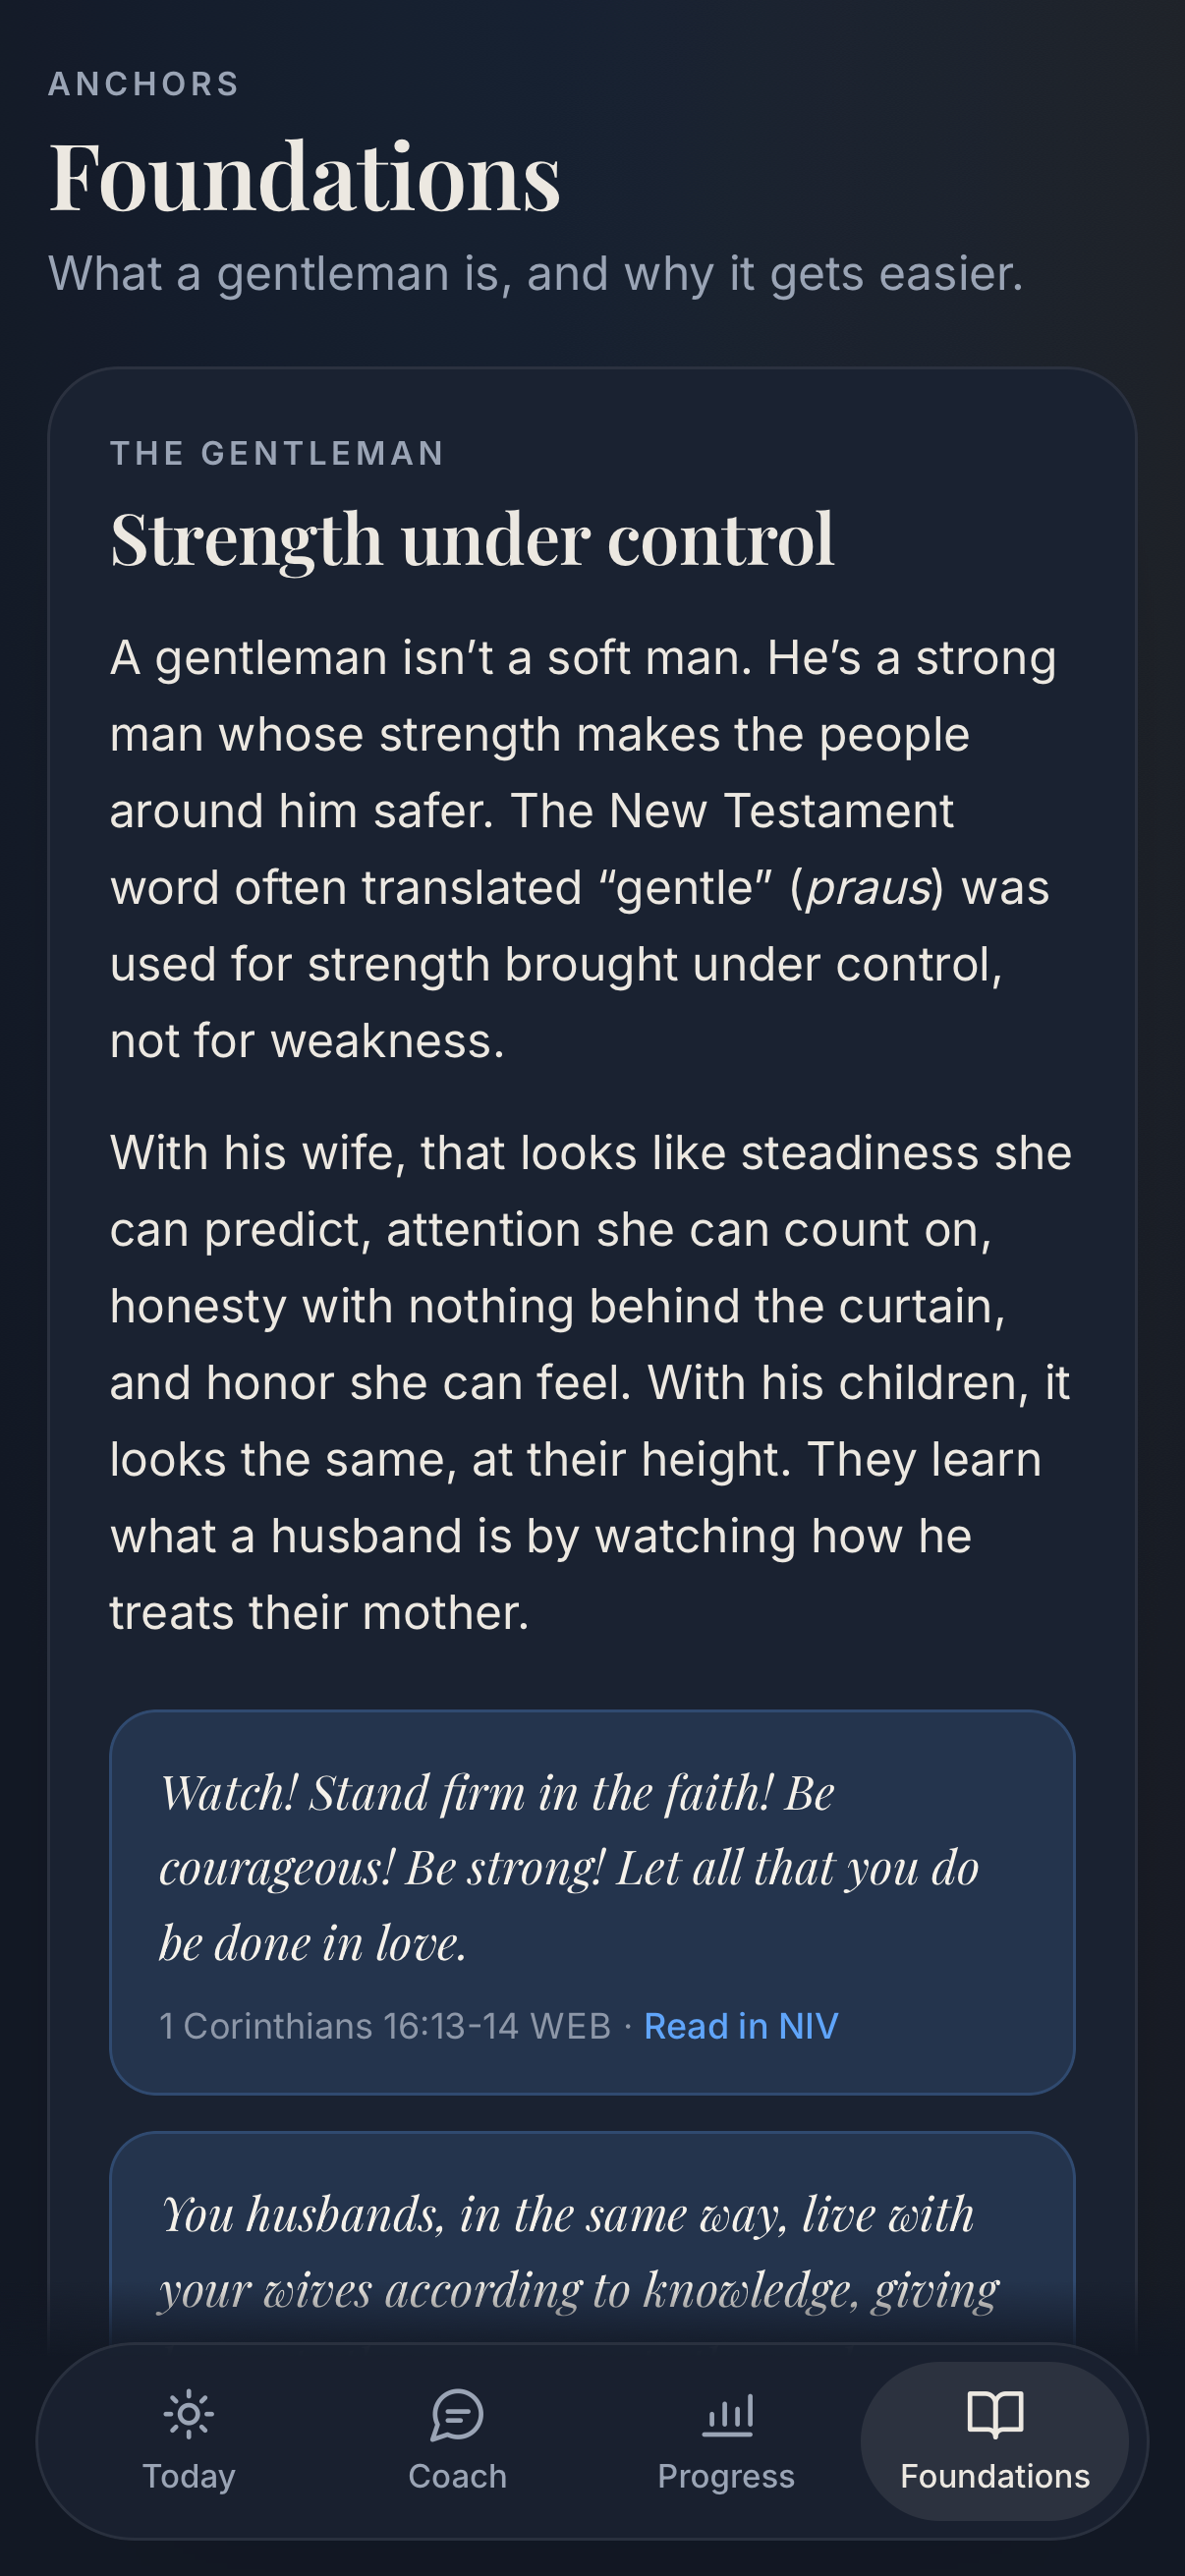 ANCHORS
Foundations
What a gentleman is, and why it gets easier.
THE GENTLEMAN
Strength under control
A gentleman isn’t a soft man. He’s a strong
man whose strength makes the people
around him safer. The New Testament
word often translated “gentle” (praus) was
used for strength brought under control,
not for weakness.
With his wife, that looks like steadiness she
can predict, attention she can count on,
honesty with nothing behind the curtain,
and honor she can feel. With his children, it
looks the same, at their height. They learn
what a husband is by watching how he
treats their mother.
Watch! Stand firm in the faith! Be
courageous! Be strong! Let all that you do
be done in love.
1 Corinthians 16:13-14 WEB · Read in NIV
You husbands, in the same way, live with
your wives according to knowledge, giving
Today
Coach
Progress
Foundations